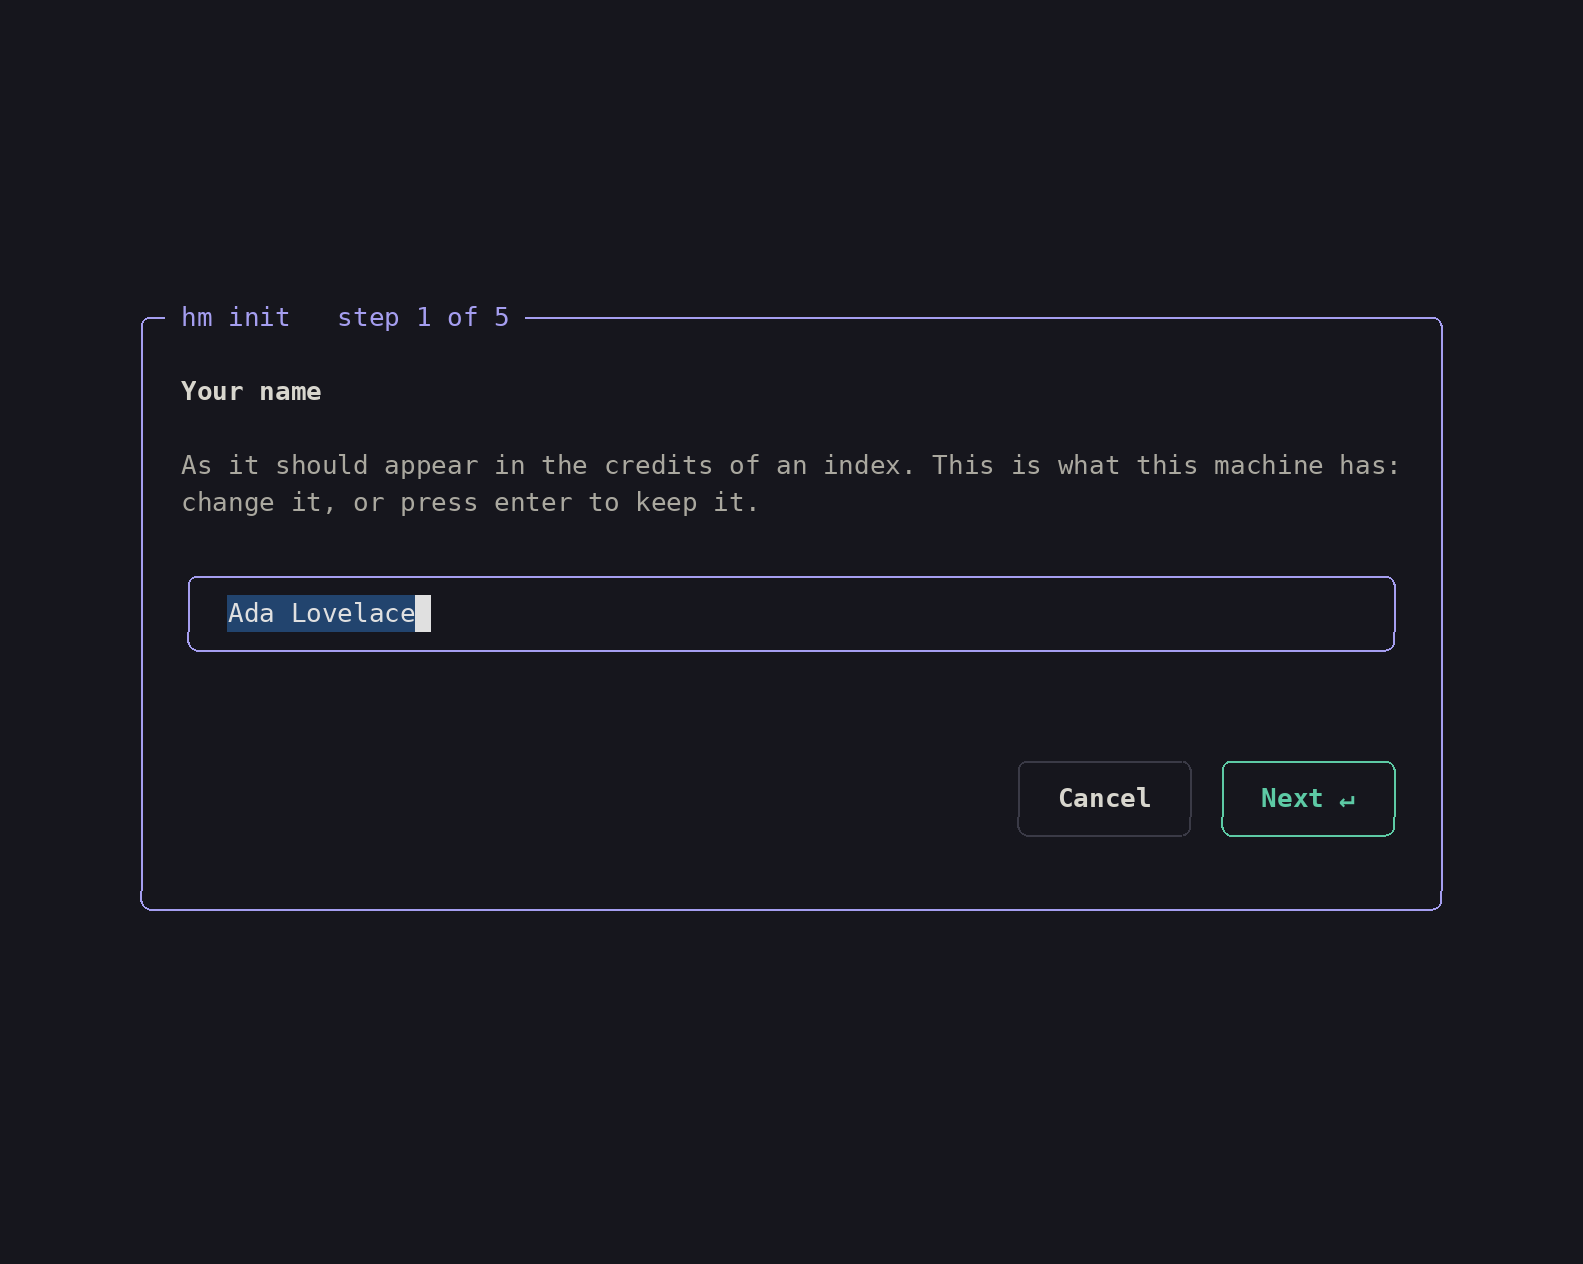 hm init   step 1 of 5
Your name
As it should appear in the credits of an index. This is what this machine has:
change it, or press enter to keep it.
Ada Lovelace
Cancel   Next ↵